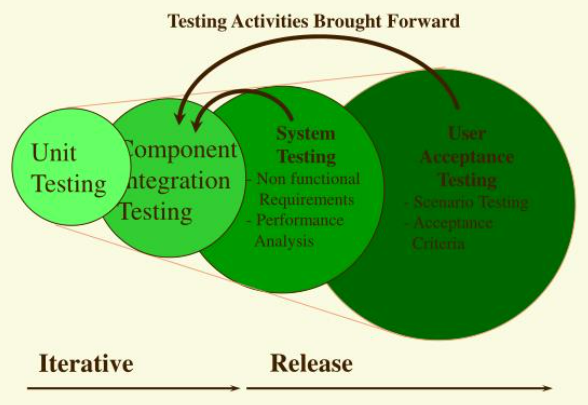 Testing Activities Brought Forward
Unit
Testing
Component
Integration
Testing
System
Testing
- Non functional
Requirements
- Performance
Analysis
User
Acceptance
Testing
- Scenario Testing
- Acceptance
Criteria
Iterative
Release